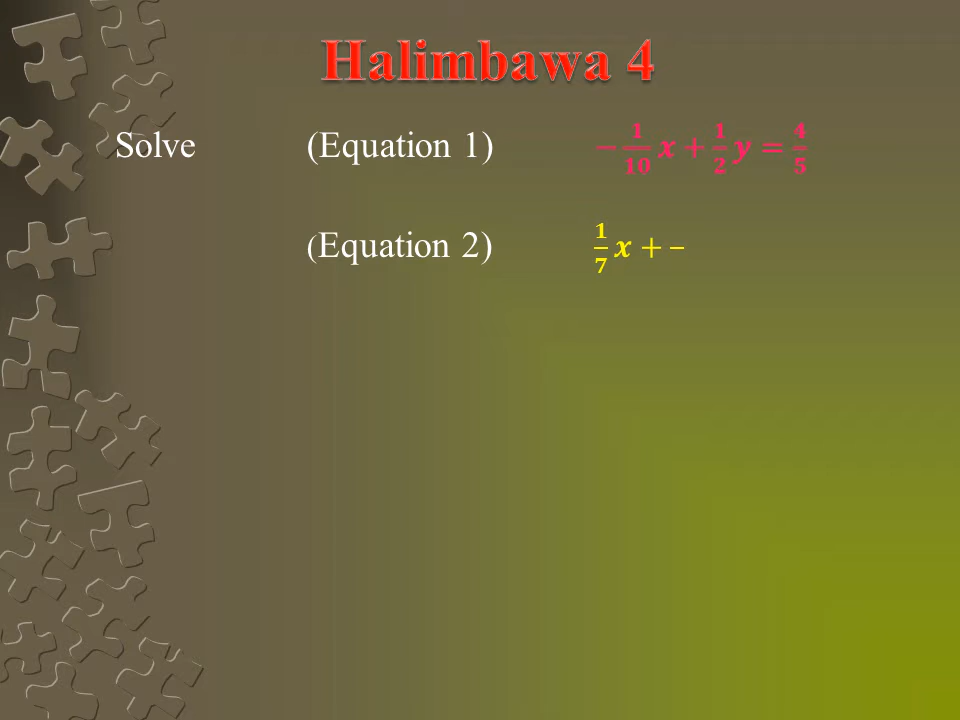 Halimbawa 4
Solve (Equation 1) −1/10 x + 1/2 y = 4/5
(Equation 2) 1/7 x + −